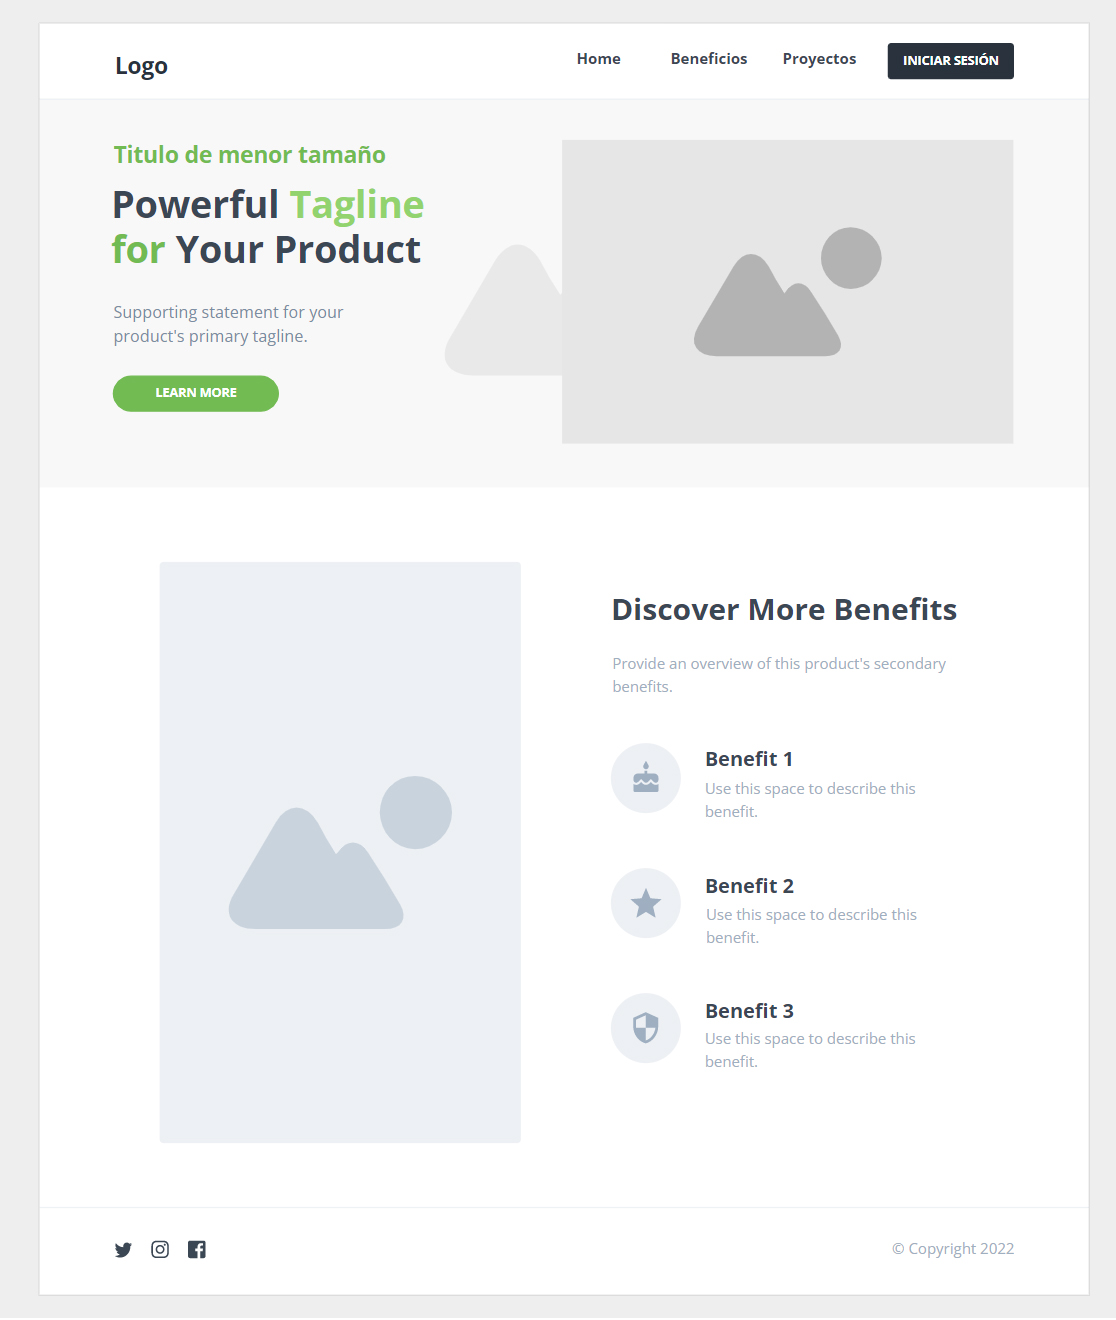 Logo
Home Beneficios Proyectos INICIAR SESIÓN
Titulo de menor tamaño
Powerful Tagline
for Your Product
Supporting statement for your
product's primary tagline.
LEARN MORE
Discover More Benefits
Provide an overview of this product's secondary
benefits.
Benefit 1
Use this space to describe this
benefit.
Benefit 2
Use this space to describe this
benefit.
Benefit 3
Use this space to describe this
benefit.
© Copyright 2022